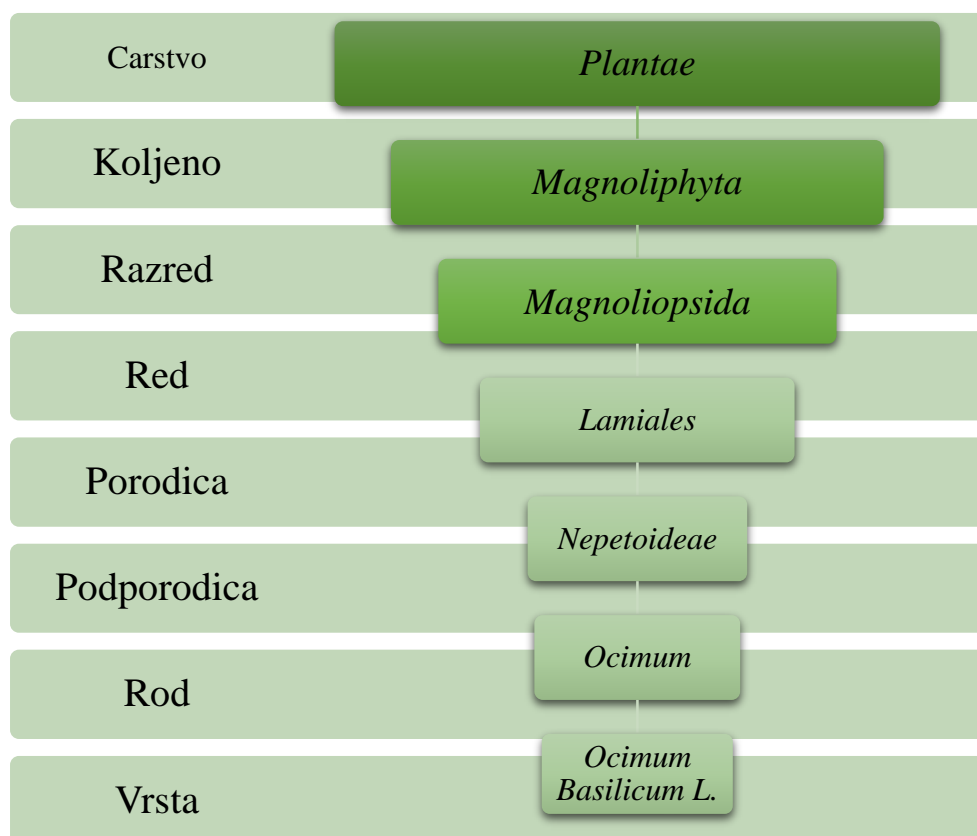 Carstvo
Plantae
Koljeno
Magnoliphyta
Razred
Magnoliopsida
Red
Lamiales
Porodica
Nepetoideae
Podporodica
Ocimum
Rod
Ocimum
Basilicum L.
Vrsta